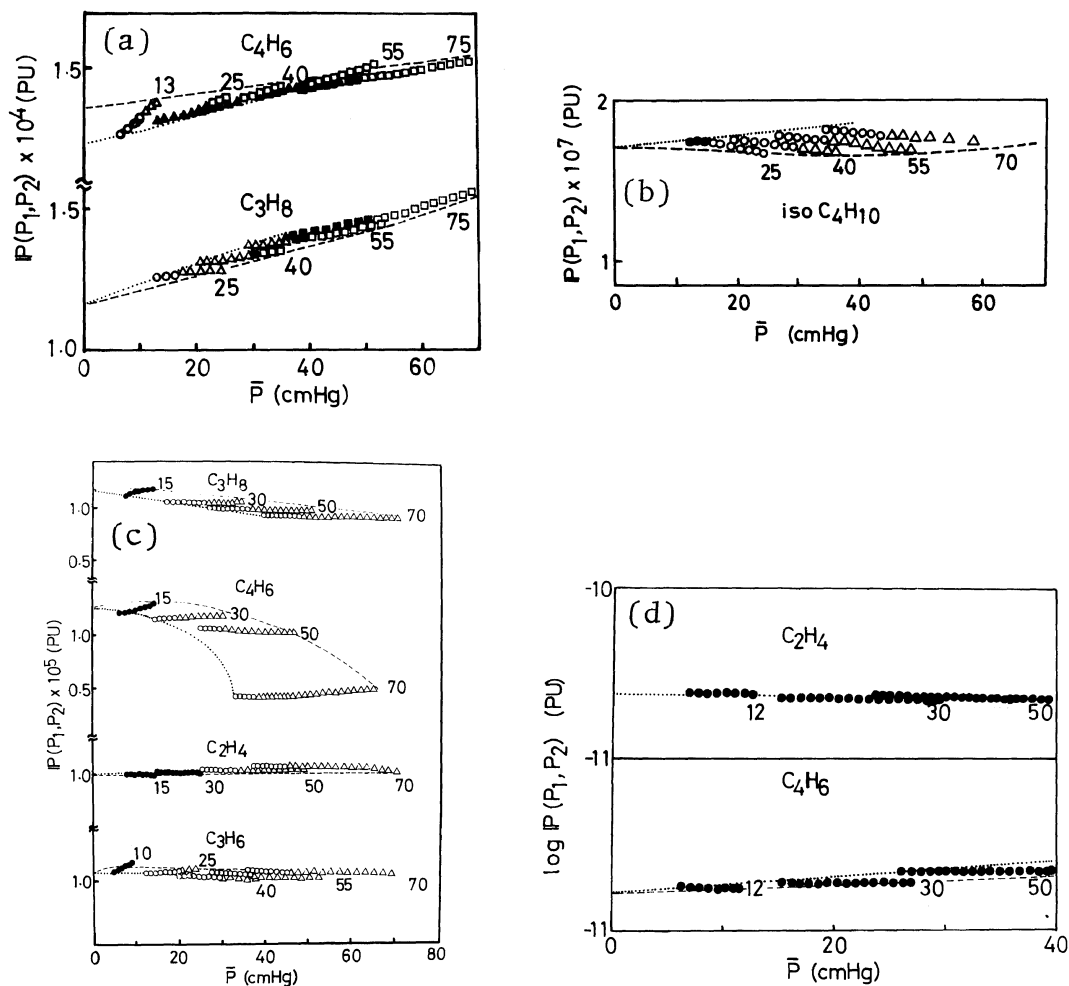 (a)
C4H6
13
25
40
55
75
1.5
C3H8
25
40
55
75
1.5
1.0
ℙ(P1,P2) x 10^4 (PU)
0 20 40 60
P̄ (cmHg)
(b)
2
1
25
40
55
70
iso C4H10
ℙ(P1,P2) x 10^7 (PU)
0 20 40 60
P̄ (cmHg)
(c)
15
C3H8
30
50
70
1.0
0.5
C4H6
15
30
50
70
1.0
0.5
C2H4
1.0
15
30
50
70
C3H6
10
25
40
55
70
1.0
ℙ(P1,P2) x 10^5 (PU)
0 20 40 60 80
P̄ (cmHg)
(d)
-10
C2H4
12
30
50
-11
C4H6
12
30
50
-11
log ℙ(P1, P2) (PU)
0 20 40
P̄ (cmHg)